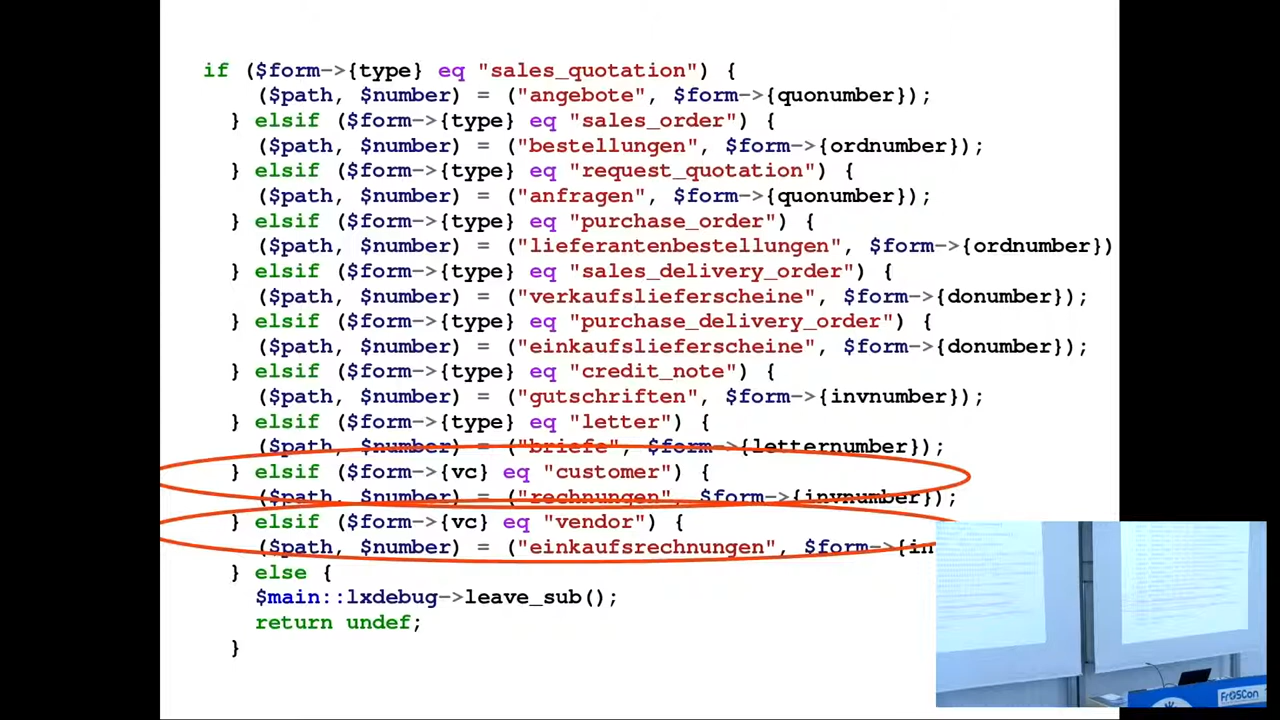 if ($form->{type} eq "sales_quotation") {
($path, $number) = ("angebote", $form->{quonumber});
} elsif ($form->{type} eq "sales_order") {
($path, $number) = ("bestellungen", $form->{ordnumber});
} elsif ($form->{type} eq "request_quotation") {
($path, $number) = ("anfragen", $form->{quonumber});
} elsif ($form->{type} eq "purchase_order") {
($path, $number) = ("lieferantenbestellungen", $form->{ordnumber})
} elsif ($form->{type} eq "sales_delivery_order") {
($path, $number) = ("verkaufslieferscheine", $form->{donumber});
} elsif ($form->{type} eq "purchase_delivery_order") {
($path, $number) = ("einkaufslieferscheine", $form->{donumber});
} elsif ($form->{type} eq "credit_note") {
($path, $number) = ("gutschriften", $form->{invnumber});
} elsif ($form->{type} eq "letter") {
($path, $number) = ("briefe", $form->{letternumber});
} elsif ($form->{vc} eq "customer") {
($path, $number) = ("rechnungen", $form->{invnumber});
} elsif ($form->{vc} eq "vendor") {
($path, $number) = ("einkaufsrechnungen", $form->{in
} else {
$main::lxdebug->leave_sub();
return undef;
}
FrOSCon